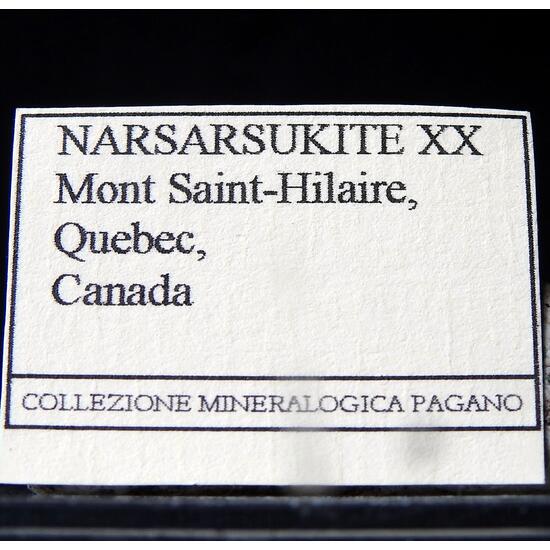 NARSARSUKITE XX
Mont Saint-Hilaire,
Quebec,
Canada
COLLEZIONE MINERALOGICA PAGANO